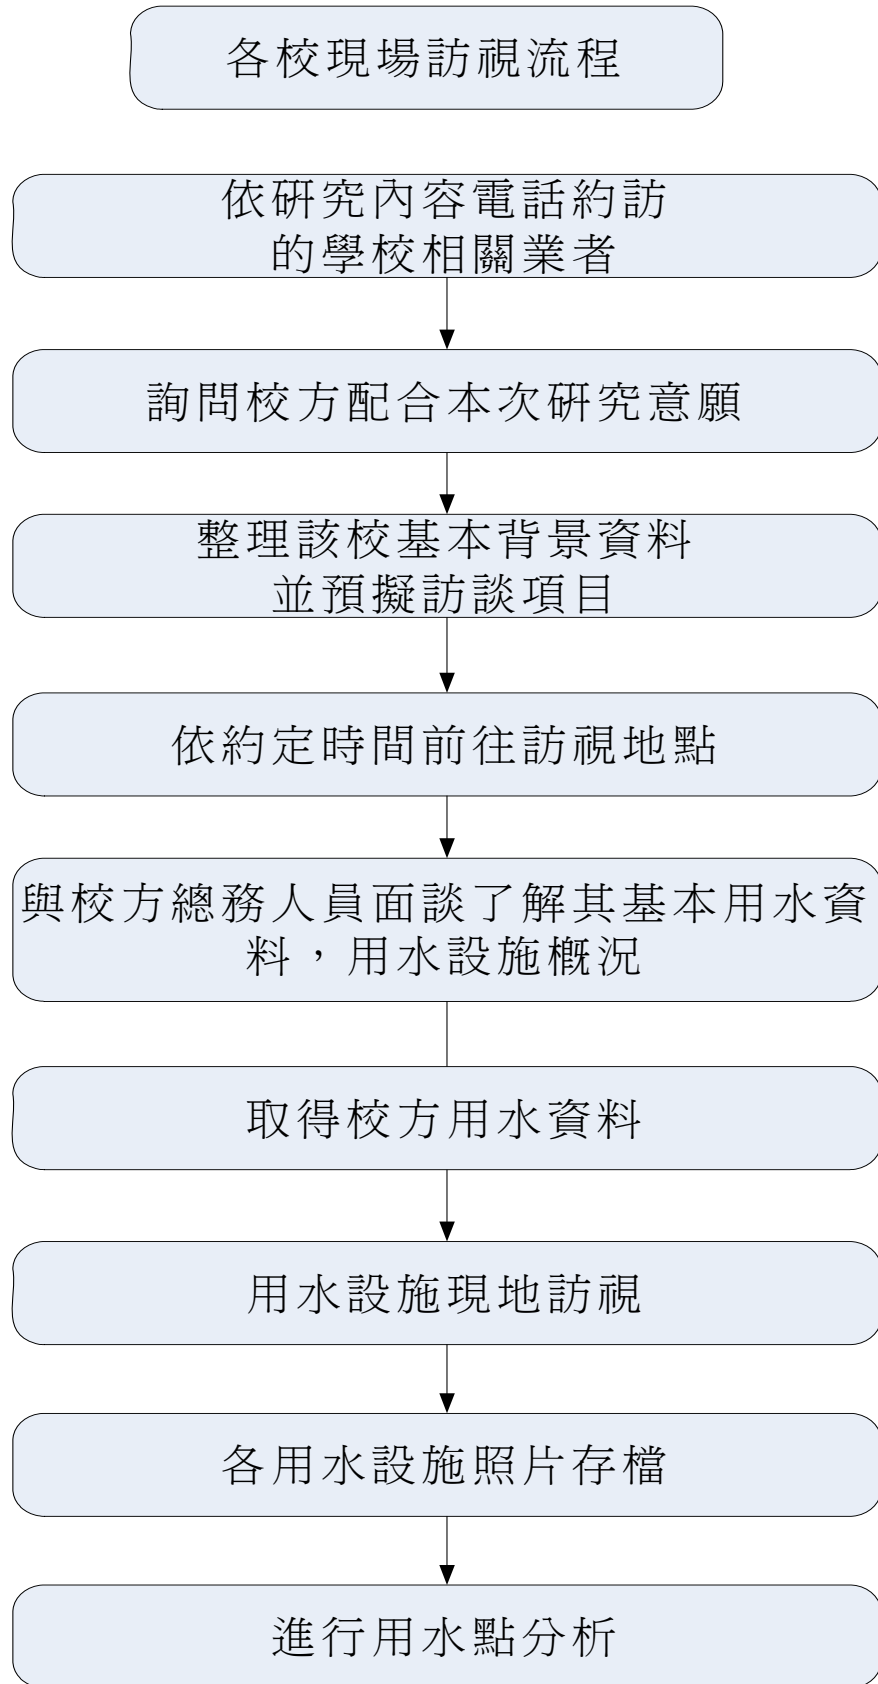 各校現場訪視流程
依研究內容電話約訪
的學校相關業者
詢問校方配合本次研究意願
整理該校基本背景資料
並預擬訪談項目
依約定時間前往訪視地點
與校方總務人員面談了解其基本用水資
料，用水設施概況
取得校方用水資料
用水設施現地訪視
各用水設施照片存檔
進行用水點分析